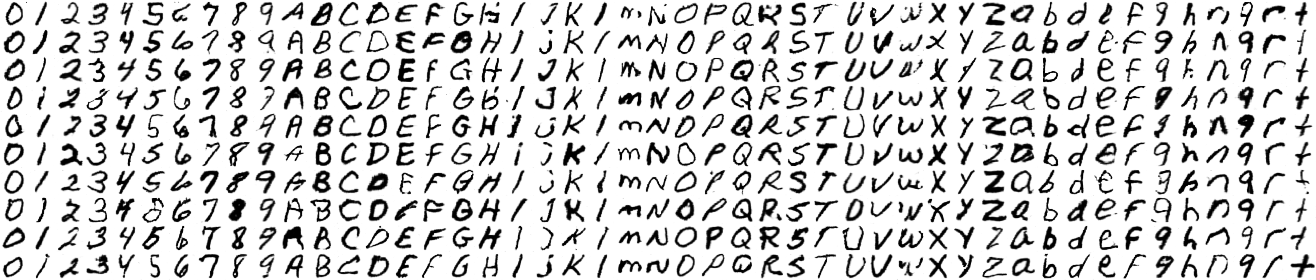 0 1 2 3 4 5 6 7 8 9 A B C D E F G H I j K l m N O P Q R S T U V w X Y Z a b d e f g h n q r t
0 1 2 3 4 5 6 7 8 9 A B C D E F G H I j K l m N O P Q R S T U V w X Y Z a b d e f g h n q r t
0 1 2 3 4 5 6 7 8 9 A B C D E F G H I J K l m N O P Q R S T U V w X Y Z a b d e f g h n q r t
0 1 2 3 4 5 6 7 8 9 A B C D E F G h i J K l m N O P Q R S T U V w X Y Z a b d e f g h n q r t
0 1 2 3 4 5 6 7 8 9 A B C D E F G H i j K l m N O P Q R S T U V w X Y Z a b d e f g h n q r t
0 1 2 3 4 5 6 7 8 9 A B C D E F G H i j K l m N O P Q R S T U V w X Y Z a b d e f g h n q r t
0 1 2 3 4 5 6 7 8 9 A B C D E F G H I J K l m N O P Q R S T U V w X Y Z a b d e f g h n q r t
0 1 2 3 4 5 6 7 8 9 A B C D E F G H I J K l m N O P Q R S T U V w X Y Z a b d e f g h n q r t
0 1 2 3 4 5 6 7 8 9 A B C D E F G H I j K l m N O P Q R S T U V w X Y Z a b d e f g h n q r t
0 1 2 3 4 5 6 7 8 9 A B C D E F G H I J K l m N O P Q R S T U V w X Y Z a b d e f g h n q r t